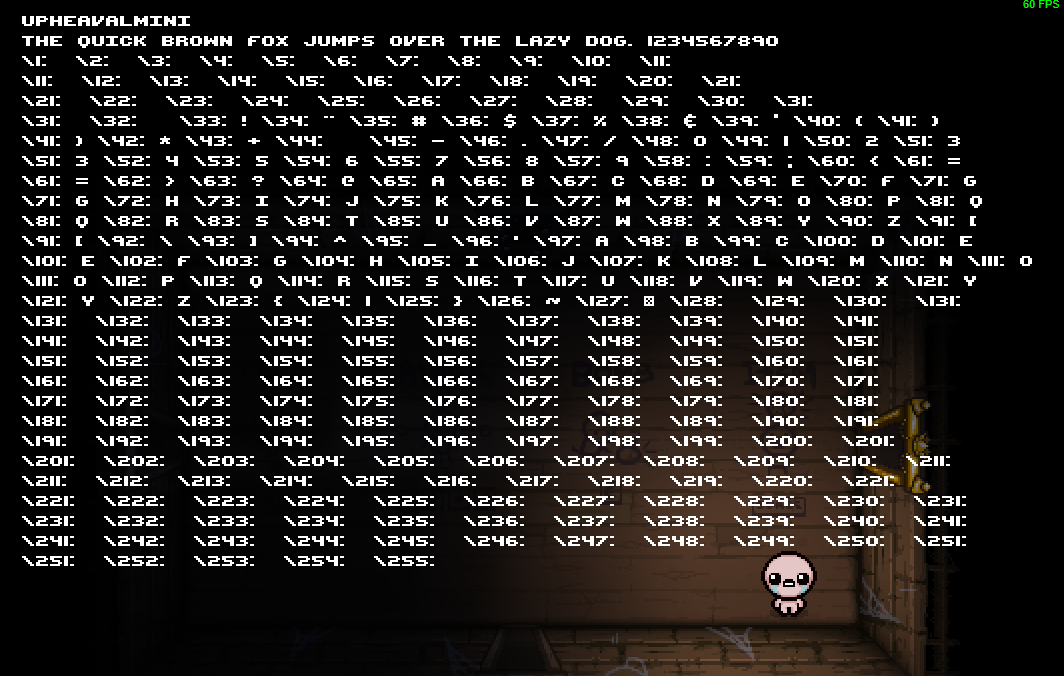 60 FPS
UPHEAVALMINI
THE QUICK BROWN FOX JUMPS OVER THE LAZY DOG. 1234567890
\1: \2: \3: \4: \5: \6: \7: \8: \9: \10: \11:
\11: \12: \13: \14: \15: \16: \17: \18: \19: \20: \21:
\21: \22: \23: \24: \25: \26: \27: \28: \29: \30: \31:
\31: \32: \33: ! \34: " \35: # \36: $ \37: % \38: & \39: ' \40: ( \41: )
\41: ) \42: * \43: + \44: \45: - \46: . \47: / \48: 0 \49: 1 \50: 2 \51: 3
\51: 3 \52: 4 \53: 5 \54: 6 \55: 7 \56: 8 \57: 9 \58: : \59: ; \60: < \61: =
\61: = \62: > \63: ? \64: @ \65: A \66: B \67: C \68: D \69: E \70: F \71: G
\71: G \72: H \73: I \74: J \75: K \76: L \77: M \78: N \79: O \80: P \81: Q
\81: Q \82: R \83: S \84: T \85: U \86: V \87: W \88: X \89: Y \90: Z \91: [
\91: [ \92: \ \93: ] \94: ^ \95: _ \96: ' \97: A \98: B \99: C \100: D \101: E
\101: E \102: F \103: G \104: H \105: I \106: J \107: K \108: L \109: M \110: N \111: O
\111: O \112: P \113: Q \114: R \115: S \116: T \117: U \118: V \119: W \120: X \121: Y
\121: Y \122: Z \123: { \124: | \125: } \126: ~ \127: \128: \129: \130: \131:
\131: \132: \133: \134: \135: \136: \137: \138: \139: \140: \141:
\141: \142: \143: \144: \145: \146: \147: \148: \149: \150: \151:
\151: \152: \153: \154: \155: \156: \157: \158: \159: \160: \161:
\161: \162: \163: \164: \165: \166: \167: \168: \169: \170: \171:
\171: \172: \173: \174: \175: \176: \177: \178: \179: \180: \181:
\181: \182: \183: \184: \185: \186: \187: \188: \189: \190: \191:
\191: \192: \193: \194: \195: \196: \197: \198: \199: \200: \201:
\201: \202: \203: \204: \205: \206: \207: \208: \209: \210: \211:
\211: \212: \213: \214: \215: \216: \217: \218: \219: \220: \221:
\221: \222: \223: \224: \225: \226: \227: \228: \229: \230: \231:
\231: \232: \233: \234: \235: \236: \237: \238: \239: \240: \241:
\241: \242: \243: \244: \245: \246: \247: \248: \249: \250: \251:
\251: \252: \253: \254: \255: